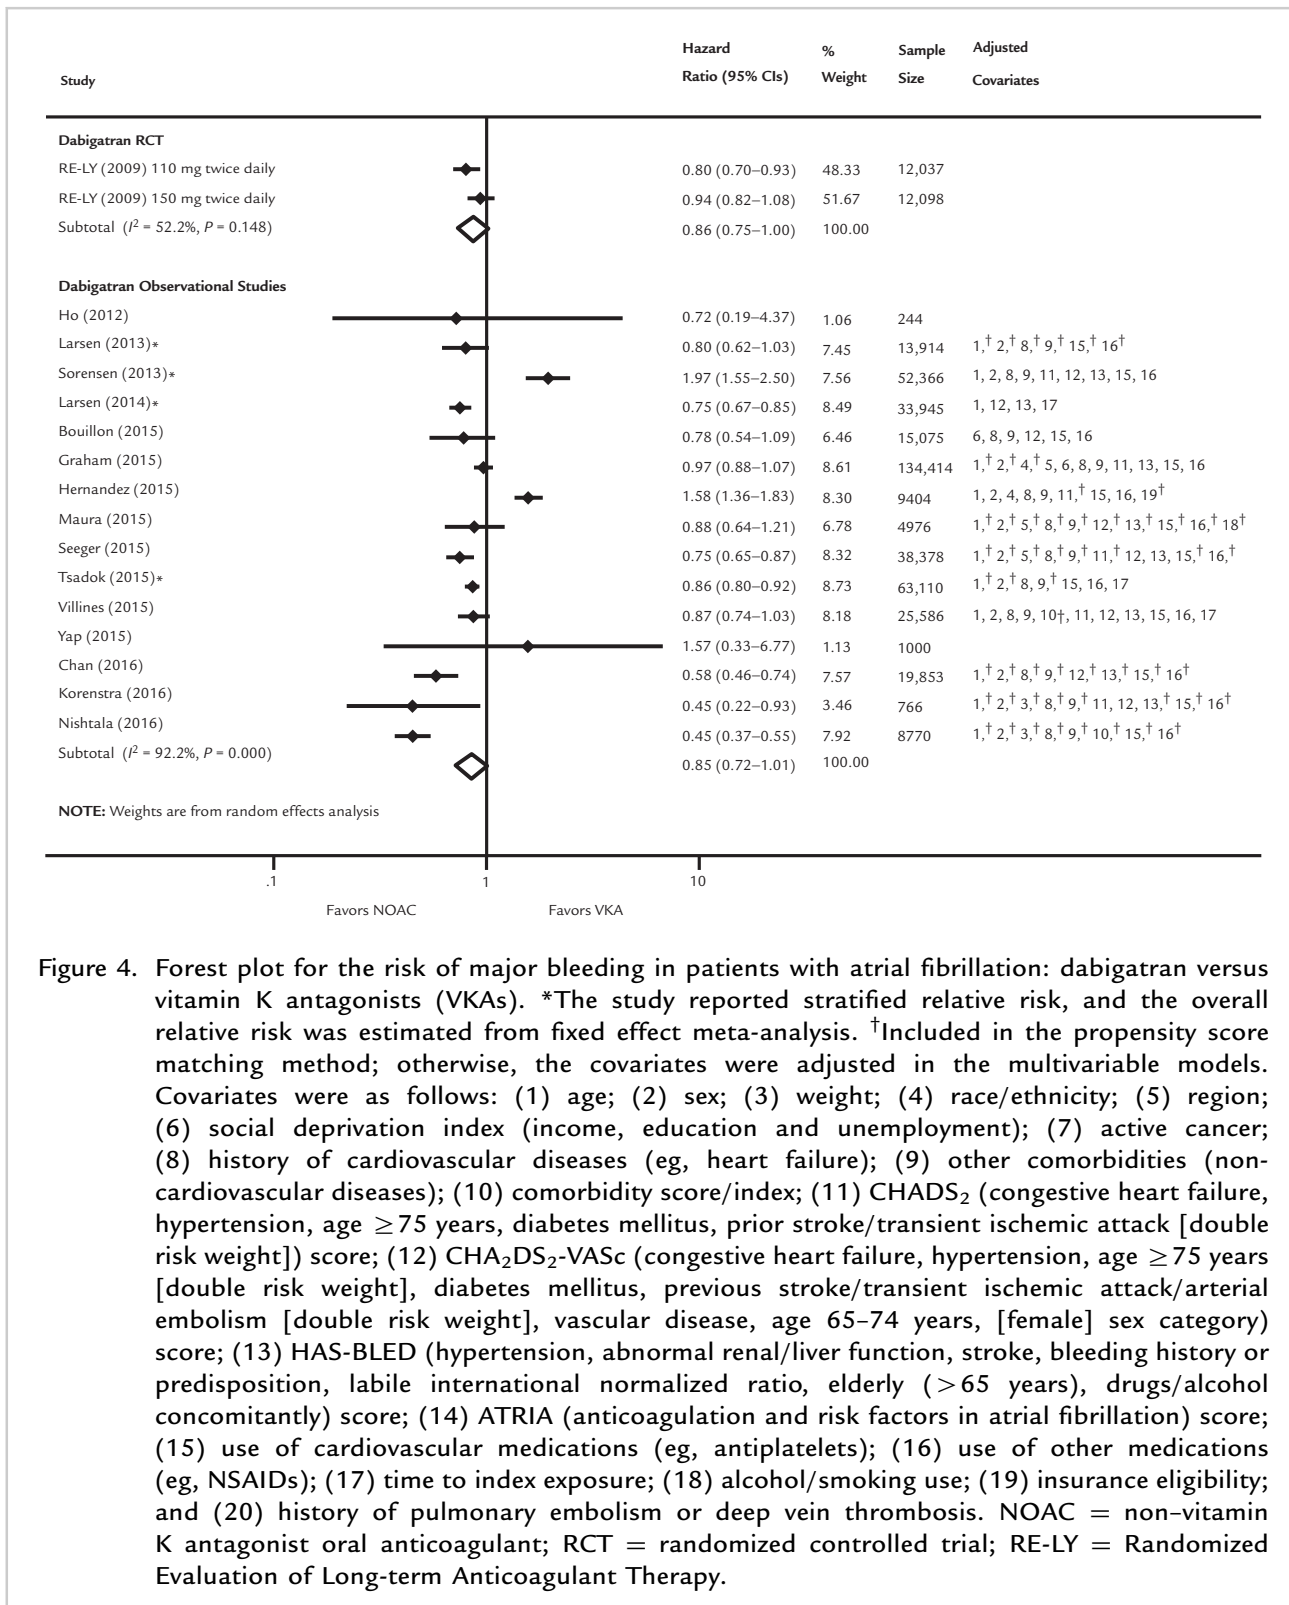 Hazard % Sample Adjusted
Study Ratio (95% CIs) Weight Size Covariates
Dabigatran RCT
RE-LY (2009) 110 mg twice daily 0.80 (0.70–0.93) 48.33 12,037
RE-LY (2009) 150 mg twice daily 0.94 (0.82–1.08) 51.67 12,098
Subtotal (I² = 52.2%, P = 0.148) 0.86 (0.75–1.00) 100.00
Dabigatran Observational Studies
Ho (2012) 0.72 (0.19–4.37) 1.06 244
Larsen (2013)* 0.80 (0.62–1.03) 7.45 13,914 1,† 2,† 8,† 9,† 15,† 16†
Sorensen (2013)* 1.97 (1.55–2.50) 7.56 52,366 1, 2, 8, 9, 11, 12, 13, 15, 16
Larsen (2014)* 0.75 (0.67–0.85) 8.49 33,945 1, 12, 13, 17
Bouillon (2015) 0.78 (0.54–1.09) 6.46 15,075 6, 8, 9, 12, 15, 16
Graham (2015) 0.97 (0.88–1.07) 8.61 134,414 1,† 2,† 4,† 5, 6, 8, 9, 11, 13, 15, 16
Hernandez (2015) 1.58 (1.36–1.83) 8.30 9404 1, 2, 4, 8, 9, 11,† 15, 16, 19†
Maura (2015) 0.88 (0.64–1.21) 6.78 4976 1,† 2,† 5,† 8,† 9,† 12,† 13,† 15,† 16,† 18†
Seeger (2015) 0.75 (0.65–0.87) 8.32 38,378 1,† 2,† 5,† 8,† 9,† 11,† 12, 13, 15,† 16,†
Tsadok (2015)* 0.86 (0.80–0.92) 8.73 63,110 1,† 2,† 8, 9,† 15, 16, 17
Villines (2015) 0.87 (0.74–1.03) 8.18 25,586 1, 2, 8, 9, 10†, 11, 12, 13, 15, 16, 17
Yap (2015) 1.57 (0.33–6.77) 1.13 1000
Chan (2016) 0.58 (0.46–0.74) 7.57 19,853 1,† 2,† 8,† 9,† 12,† 13,† 15,† 16†
Korenstra (2016) 0.45 (0.22–0.93) 3.46 766 1,† 2,† 3,† 8,† 9,† 11, 12, 13,† 15,† 16†
Nishtala (2016) 0.45 (0.37–0.55) 7.92 8770 1,† 2,† 3,† 8,† 9,† 10,† 15,† 16†
Subtotal (I² = 92.2%, P = 0.000) 0.85 (0.72–1.01) 100.00
NOTE: Weights are from random effects analysis
.1 1 10
Favors NOAC Favors VKA
Figure 4. Forest plot for the risk of major bleeding in patients with atrial fibrillation: dabigatran versus
vitamin K antagonists (VKAs). *The study reported stratified relative risk, and the overall
relative risk was estimated from fixed effect meta-analysis. †Included in the propensity score
matching method; otherwise, the covariates were adjusted in the multivariable models.
Covariates were as follows: (1) age; (2) sex; (3) weight; (4) race/ethnicity; (5) region;
(6) social deprivation index (income, education and unemployment); (7) active cancer;
(8) history of cardiovascular diseases (eg, heart failure); (9) other comorbidities (non-
cardiovascular diseases); (10) comorbidity score/index; (11) CHADS₂ (congestive heart failure,
hypertension, age ≥75 years, diabetes mellitus, prior stroke/transient ischemic attack [double
risk weight]) score; (12) CHA₂DS₂-VASc (congestive heart failure, hypertension, age ≥75 years
[double risk weight], diabetes mellitus, previous stroke/transient ischemic attack/arterial
embolism [double risk weight], vascular disease, age 65–74 years, [female] sex category)
score; (13) HAS-BLED (hypertension, abnormal renal/liver function, stroke, bleeding history or
predisposition, labile international normalized ratio, elderly (>65 years), drugs/alcohol
concomitantly) score; (14) ATRIA (anticoagulation and risk factors in atrial fibrillation) score;
(15) use of cardiovascular medications (eg, antiplatelets); (16) use of other medications
(eg, NSAIDs); (17) time to index exposure; (18) alcohol/smoking use; (19) insurance eligibility;
and (20) history of pulmonary embolism or deep vein thrombosis. NOAC = non–vitamin
K antagonist oral anticoagulant; RCT = randomized controlled trial; RE-LY = Randomized
Evaluation of Long-term Anticoagulant Therapy.